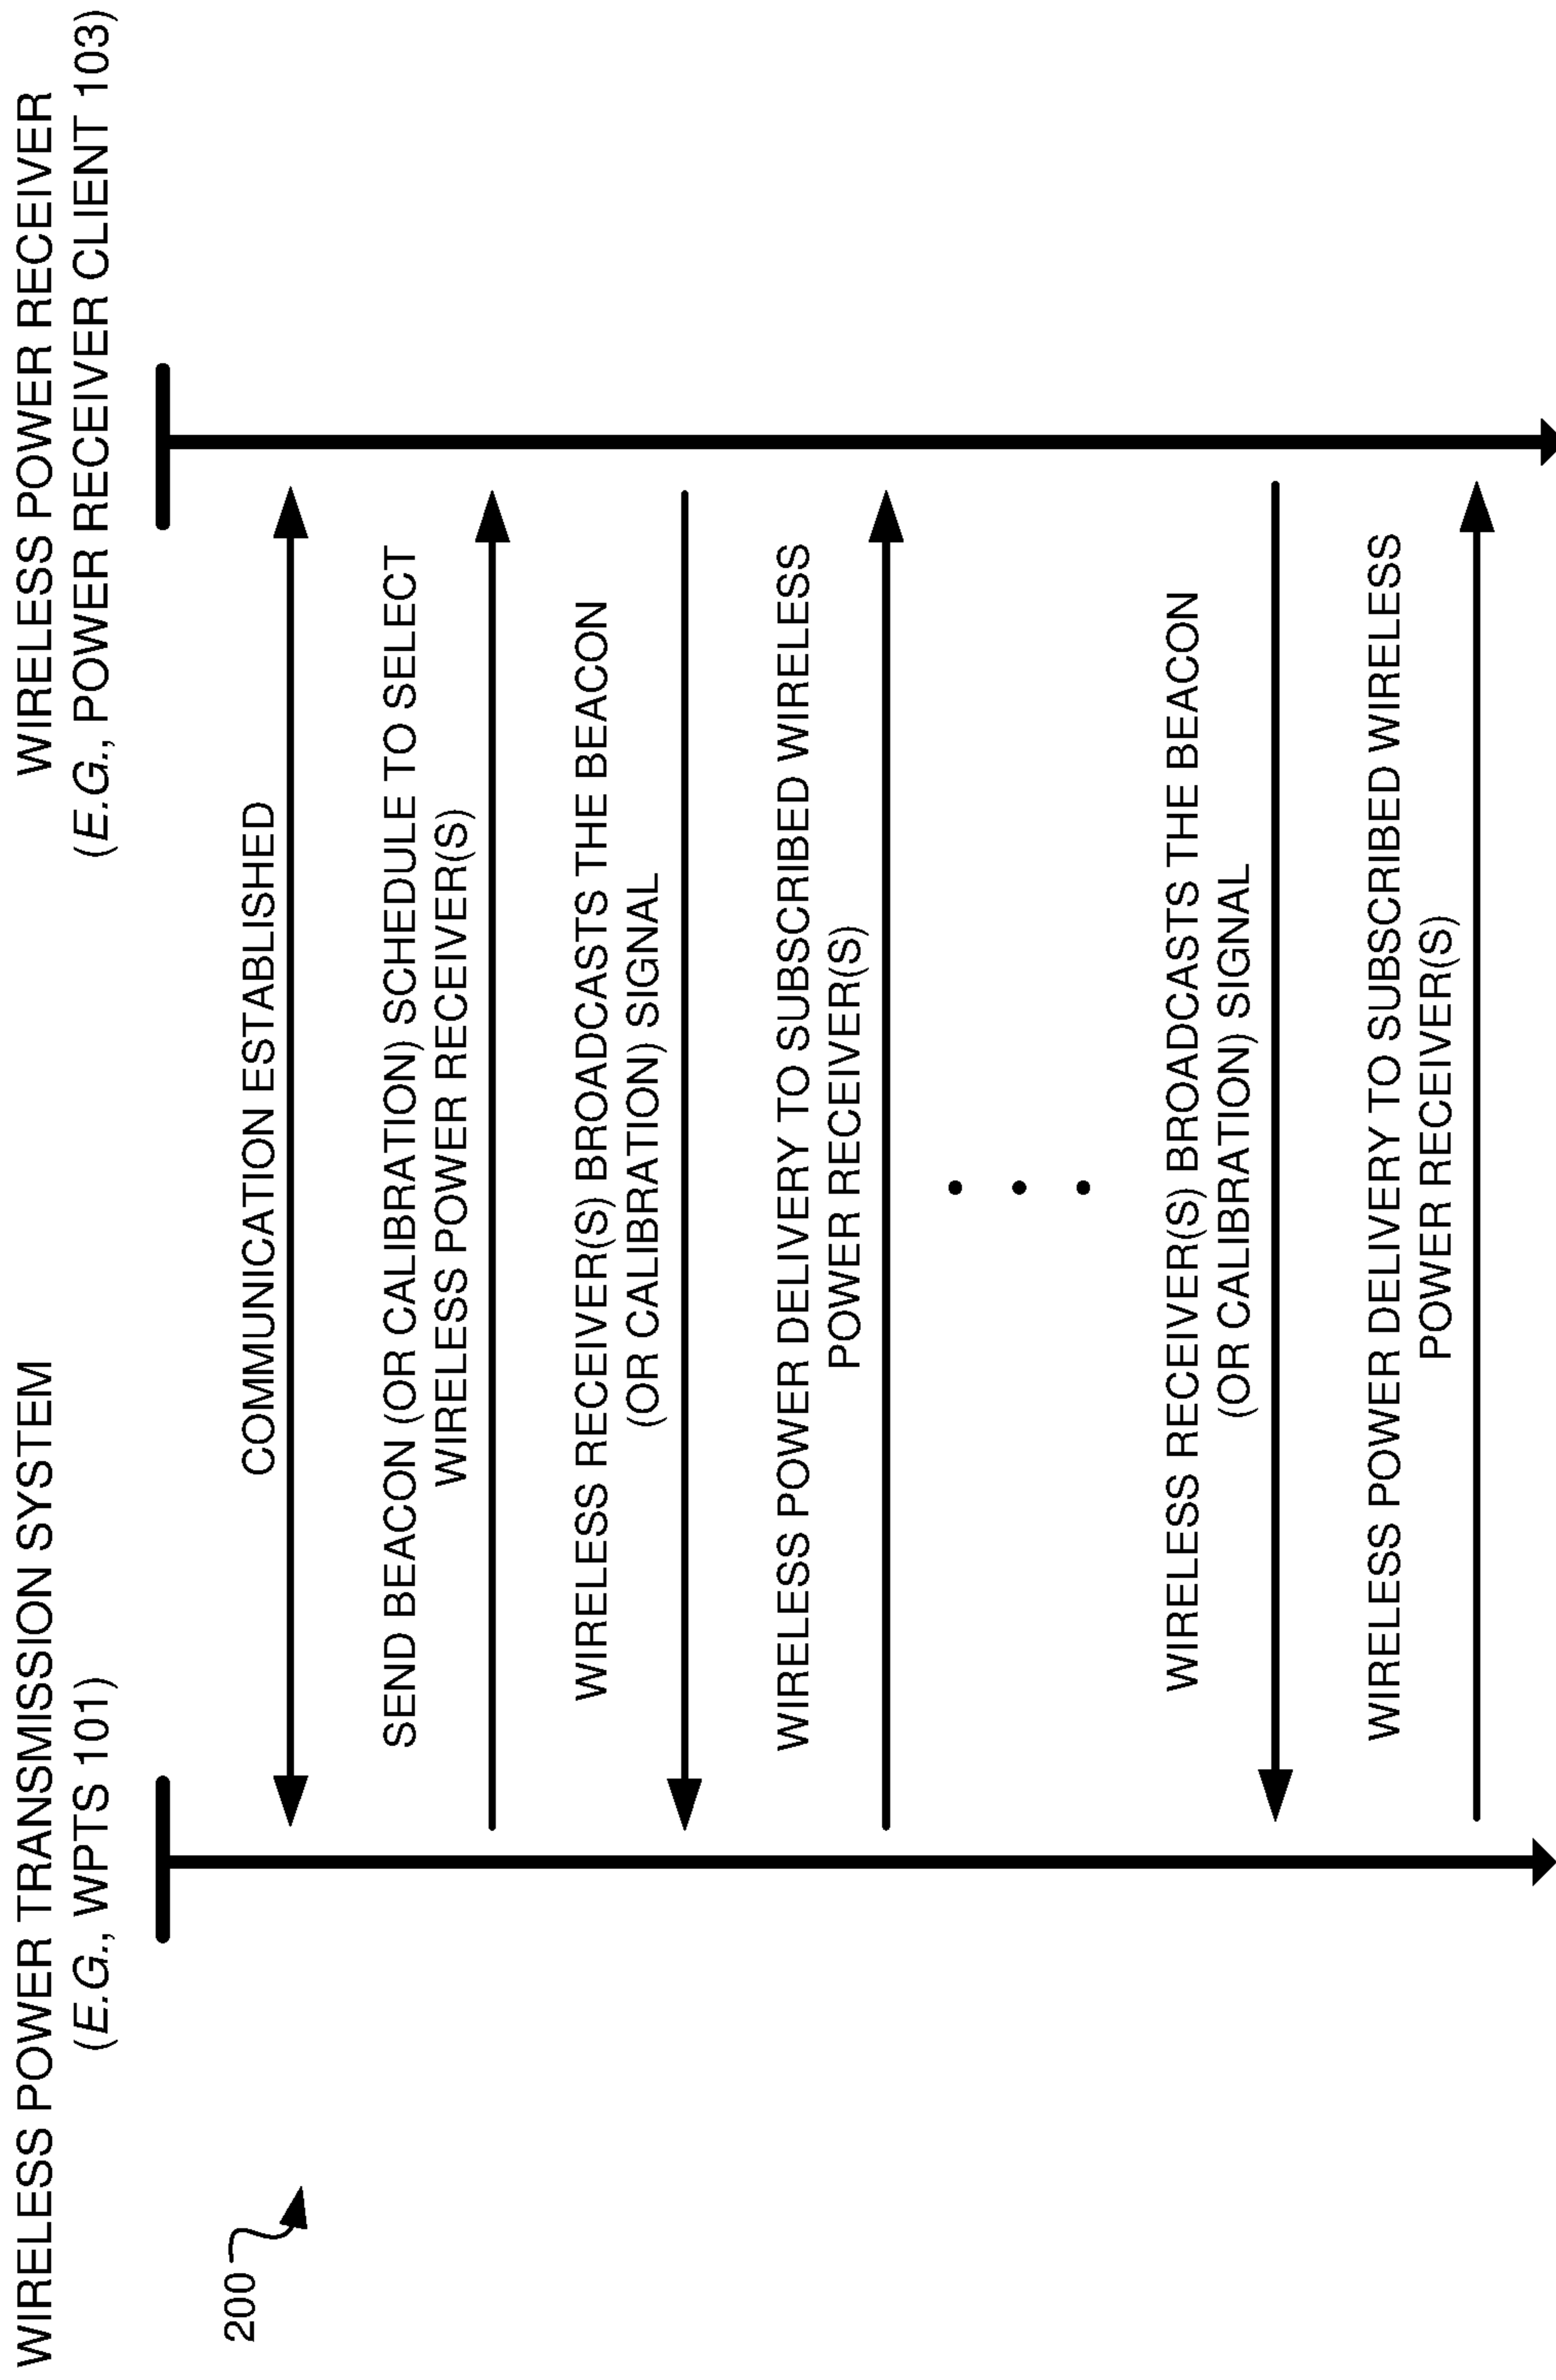 WIRELESS POWER TRANSMISSION SYSTEM
(E.G., WPTS 101)
WIRELESS POWER RECEIVER
(E.G., POWER RECEIVER CLIENT 103)
200
COMMUNICATION ESTABLISHED
SEND BEACON (OR CALIBRATION) SCHEDULE TO SELECT
WIRELESS POWER RECEIVER(S)
WIRELESS RECEIVER(S) BROADCASTS THE BEACON
(OR CALIBRATION) SIGNAL
WIRELESS POWER DELIVERY TO SUBSCRIBED WIRELESS
POWER RECEIVER(S)
WIRELESS RECEIVER(S) BROADCASTS THE BEACON
(OR CALIBRATION) SIGNAL
WIRELESS POWER DELIVERY TO SUBSCRIBED WIRELESS
POWER RECEIVER(S)